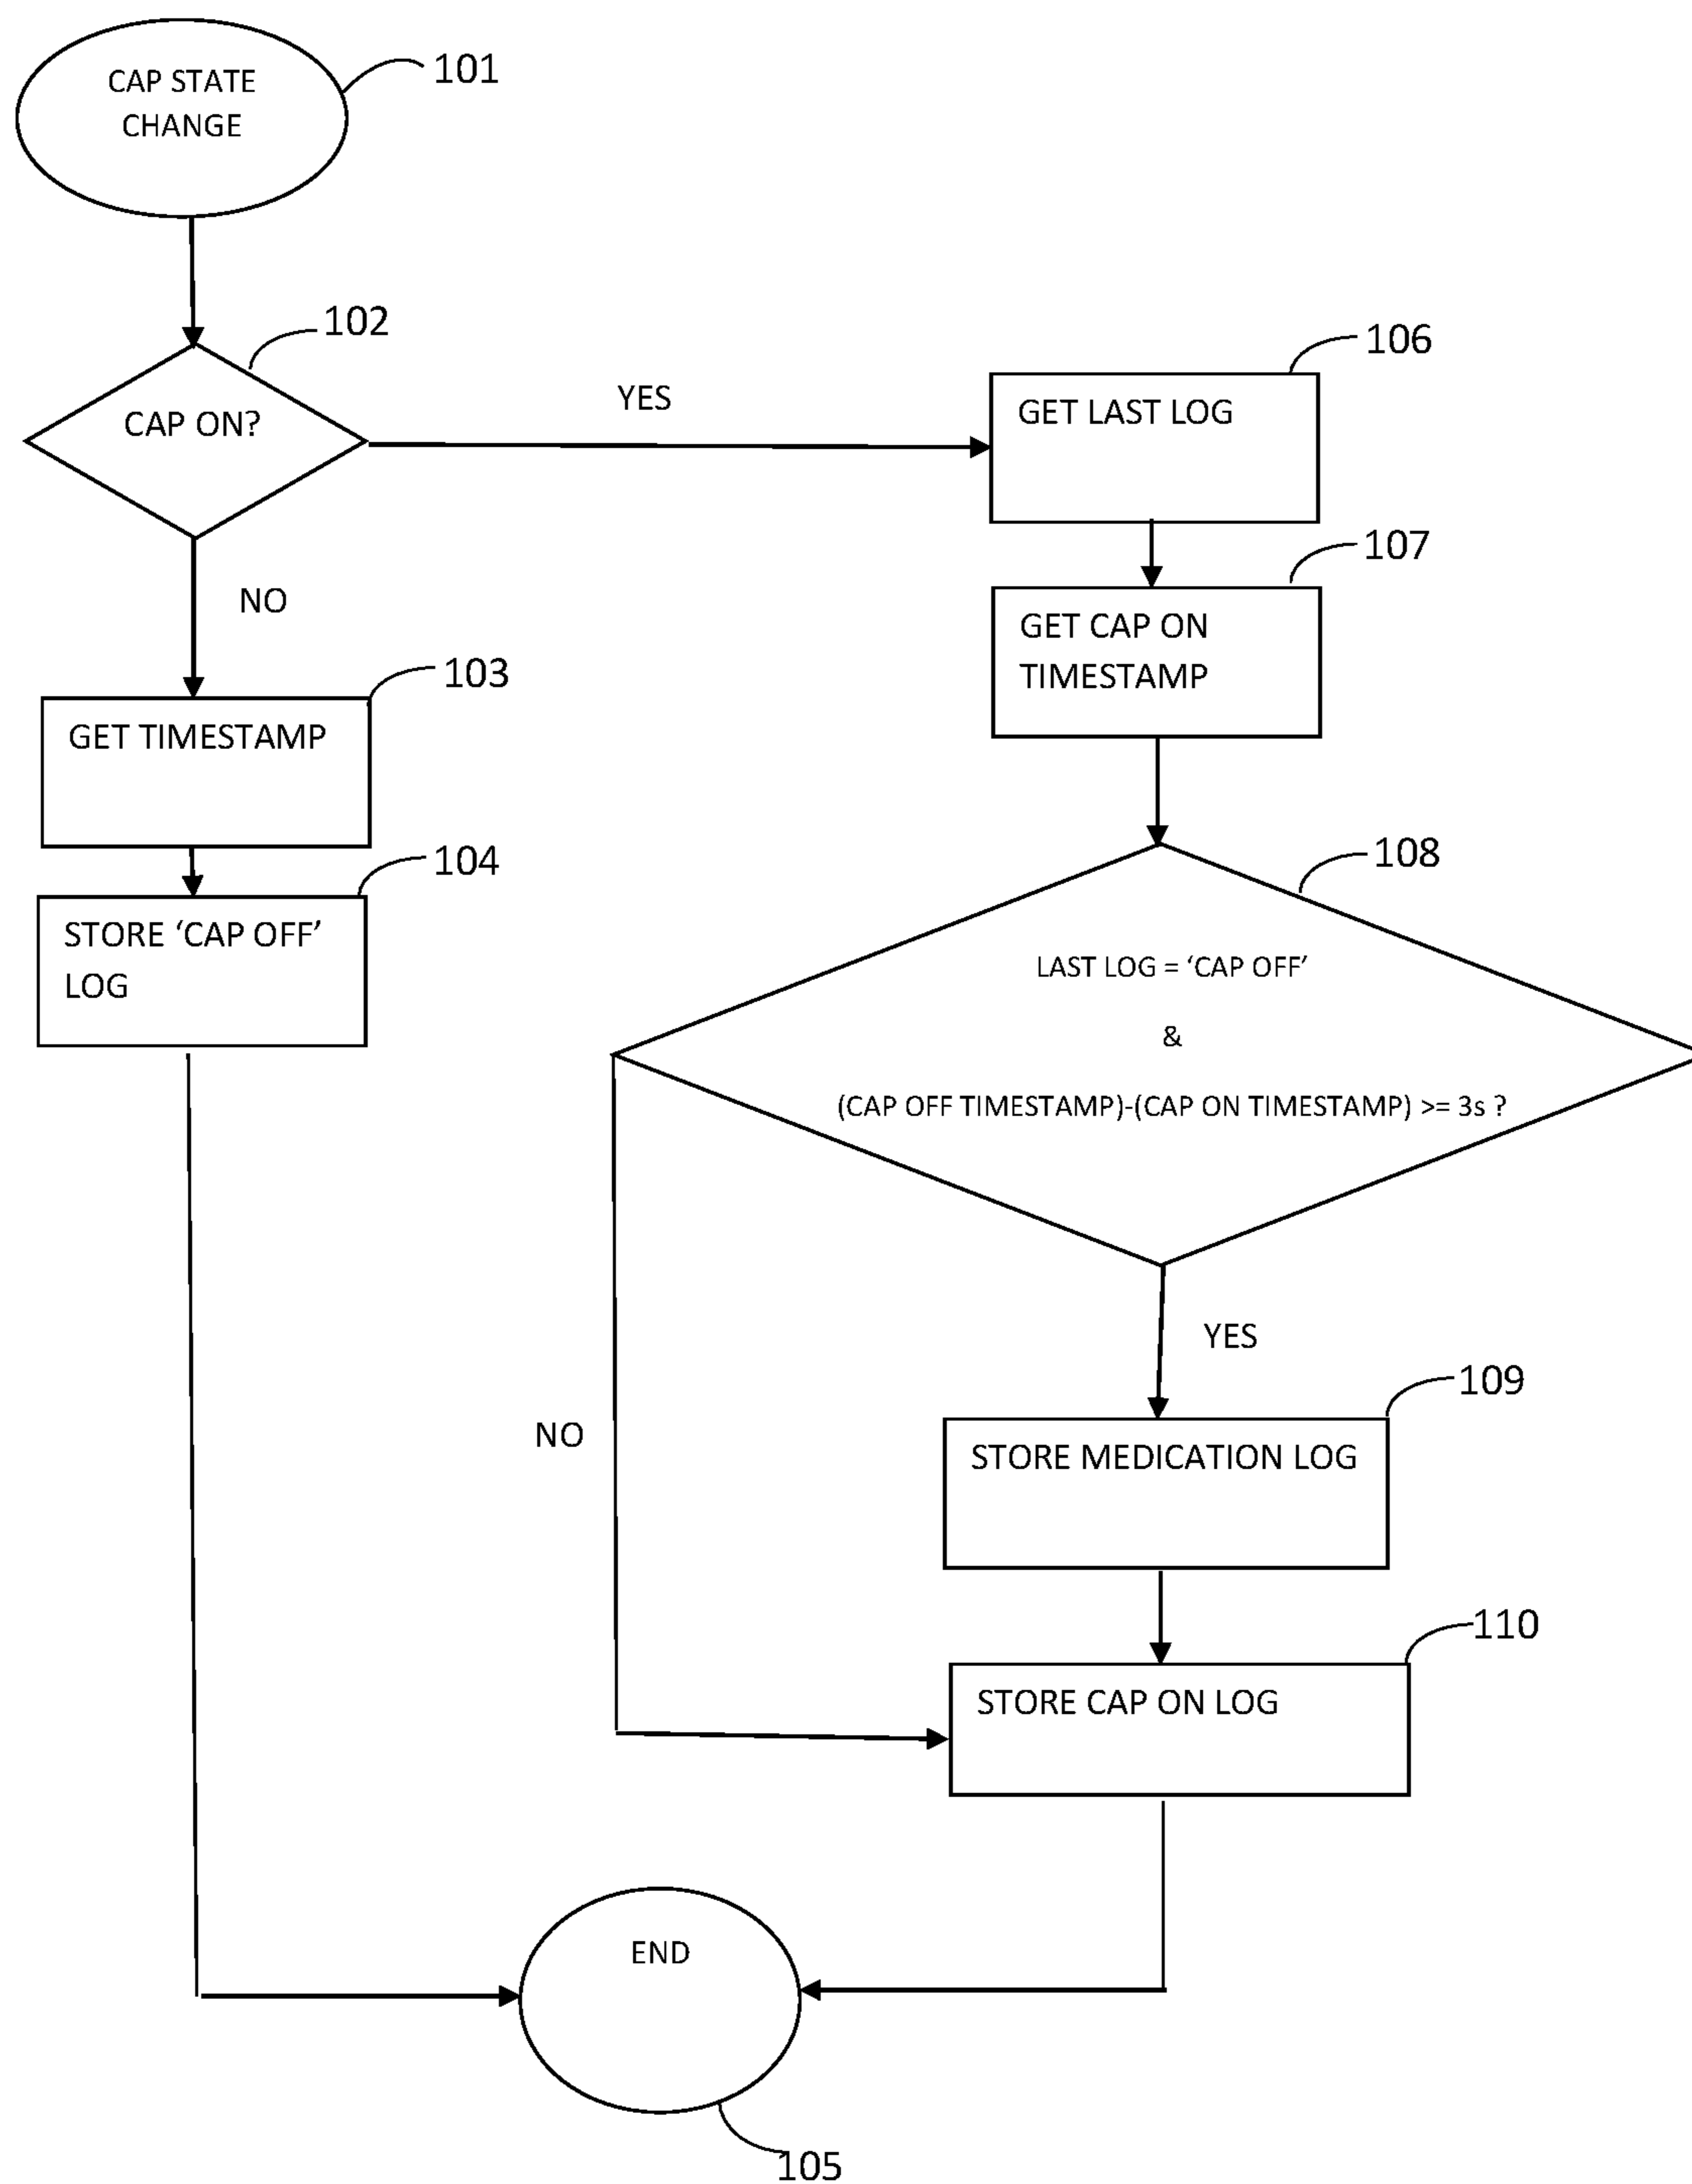 CAP STATE
CHANGE
101
102
CAP ON?
YES
NO
103
GET TIMESTAMP
104
STORE ‘CAP OFF’
LOG
106
GET LAST LOG
107
GET CAP ON
TIMESTAMP
108
LAST LOG = ‘CAP OFF’
&
(CAP OFF TIMESTAMP)-(CAP ON TIMESTAMP) >= 3s ?
YES
NO
109
STORE MEDICATION LOG
110
STORE CAP ON LOG
END
105